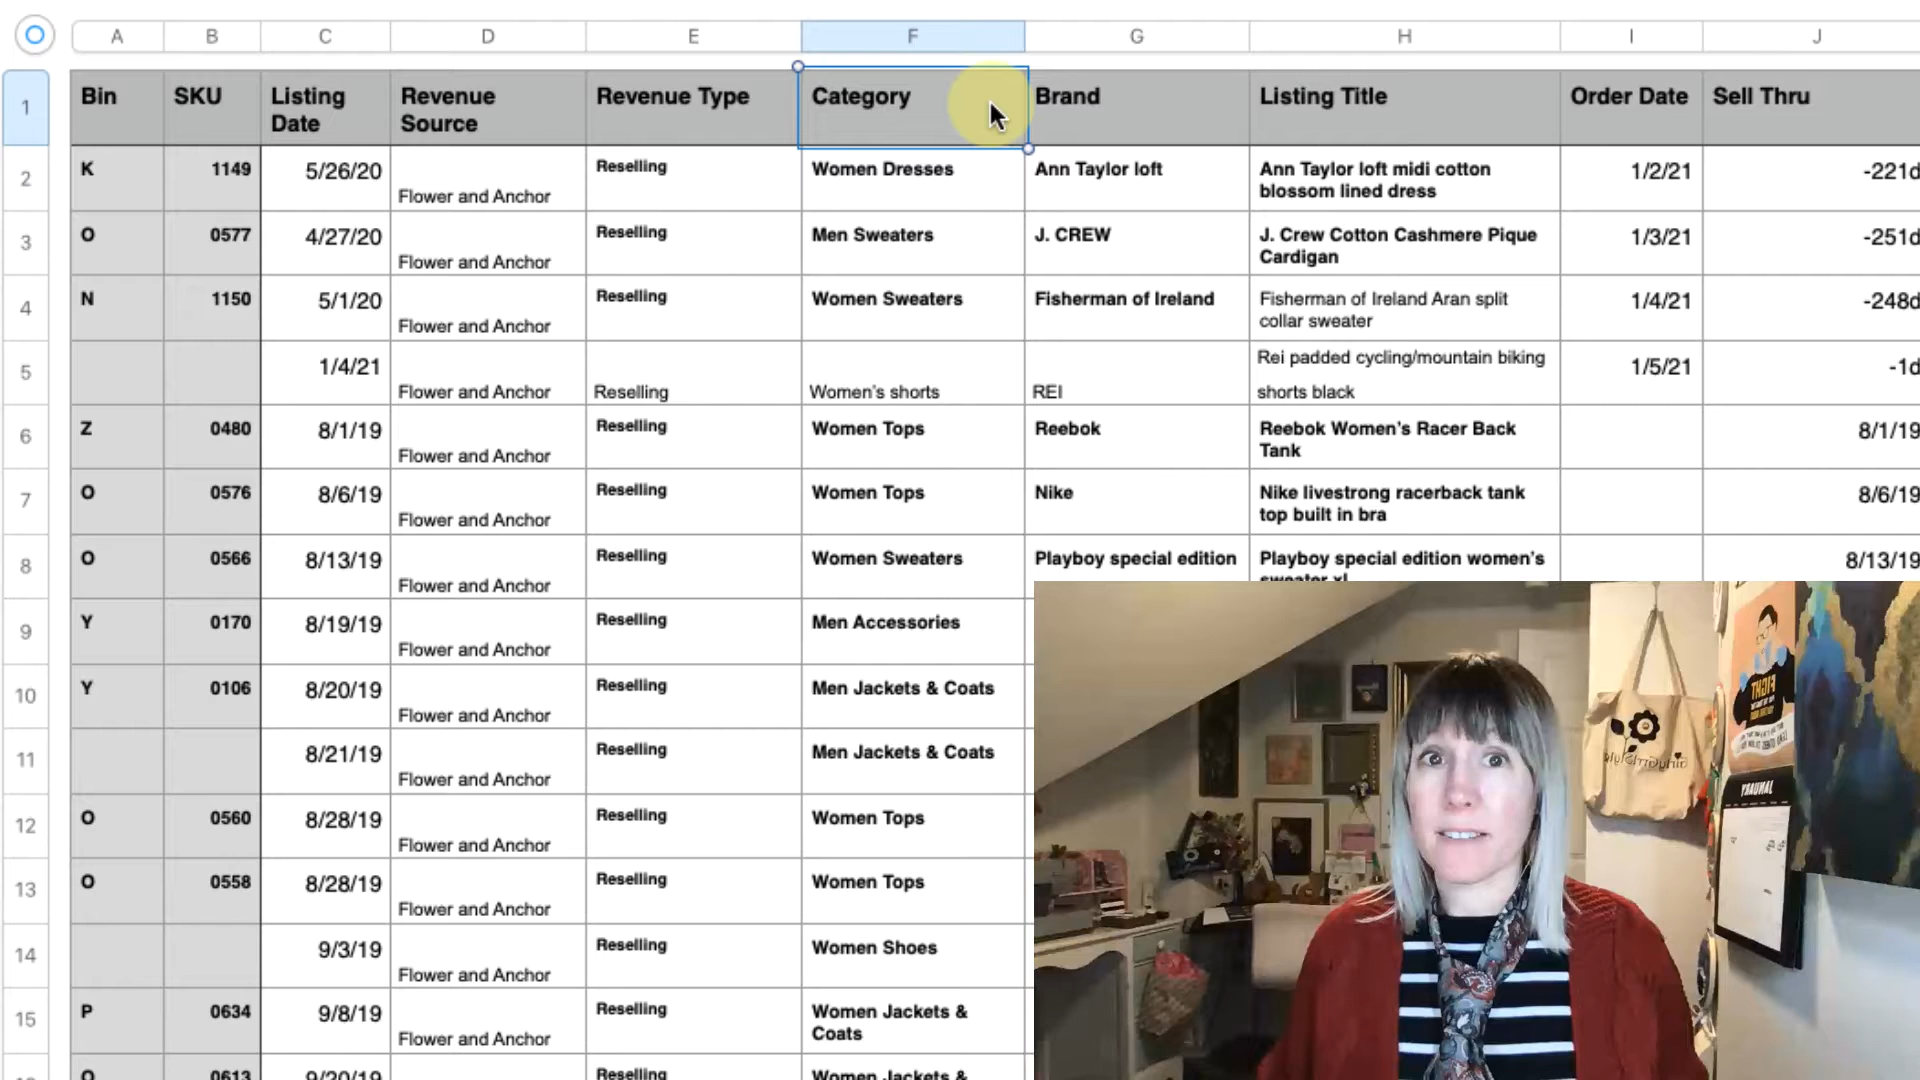 A B C D E F G H I J
1 Bin SKU Listing Date Revenue Source Revenue Type Category Brand Listing Title Order Date Sell Thru
2 K 1149 5/26/20 Flower and Anchor Reselling Women Dresses Ann Taylor loft Ann Taylor loft midi cotton blossom lined dress 1/2/21 -221d
3 O 0577 4/27/20 Flower and Anchor Reselling Men Sweaters J. CREW J. Crew Cotton Cashmere Pique Cardigan 1/3/21 -251d
4 N 1150 5/1/20 Flower and Anchor Reselling Women Sweaters Fisherman of Ireland Fisherman of Ireland Aran split collar sweater 1/4/21 -248d
5 1/4/21 Flower and Anchor Reselling Women's shorts REI Rei padded cycling/mountain biking shorts black 1/5/21 -1d
6 Z 0480 8/1/19 Flower and Anchor Reselling Women Tops Reebok Reebok Women's Racer Back Tank 8/1/19
7 O 0576 8/6/19 Flower and Anchor Reselling Women Tops Nike Nike livestrong racerback tank top built in bra 8/6/19
8 O 0566 8/13/19 Flower and Anchor Reselling Women Sweaters Playboy special edition Playboy special edition women's sweater xl 8/13/19
9 Y 0170 8/19/19 Flower and Anchor Reselling Men Accessories
10 Y 0106 8/20/19 Flower and Anchor Reselling Men Jackets & Coats
11 8/21/19 Flower and Anchor Reselling Men Jackets & Coats
12 O 0560 8/28/19 Flower and Anchor Reselling Women Tops
13 O 0558 8/28/19 Flower and Anchor Reselling Women Tops
14 9/3/19 Flower and Anchor Reselling Women Shoes
15 P 0634 9/8/19 Flower and Anchor Reselling Women Jackets & Coats
0613 9/20/19 Reselling Women Jackets &
FIGHT
JANUARY